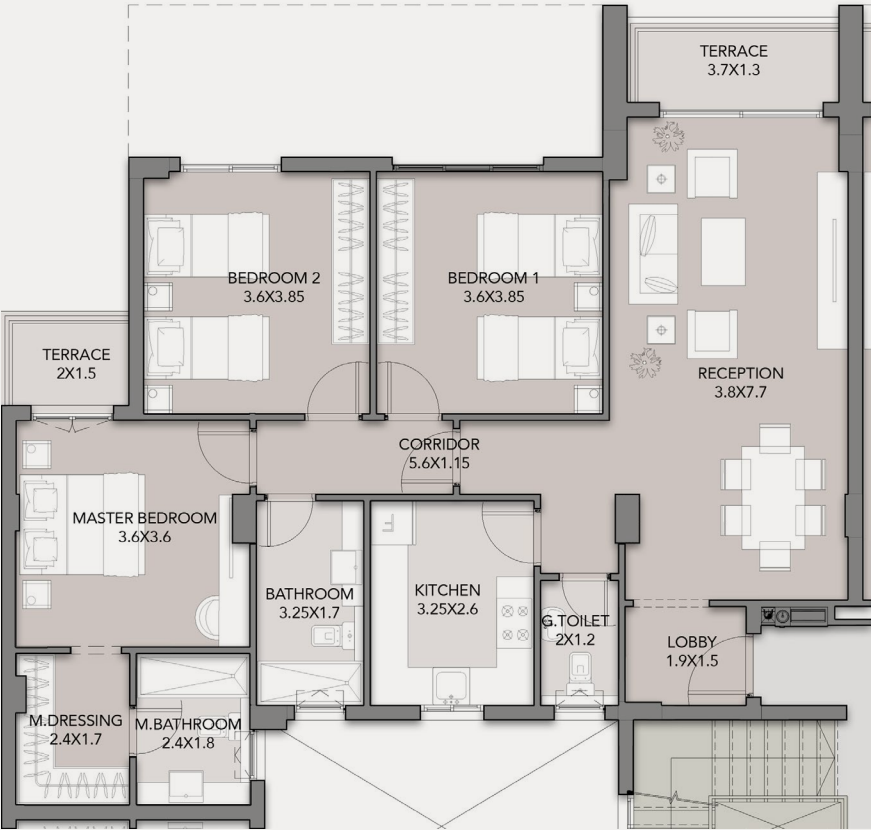 TERRACE
3.7X1.3
BEDROOM 2
3.6X3.85
BEDROOM 1
3.6X3.85
TERRACE
2X1.5
RECEPTION
3.8X7.7
CORRIDOR
5.6X1.15
MASTER BEDROOM
3.6X3.6
F
BATHROOM
3.25X1.7
KITCHEN
3.25X2.6
G.TOILET
2X1.2
LOBBY
1.9X1.5
M.DRESSING
2.4X1.7
M.BATHROOM
2.4X1.8